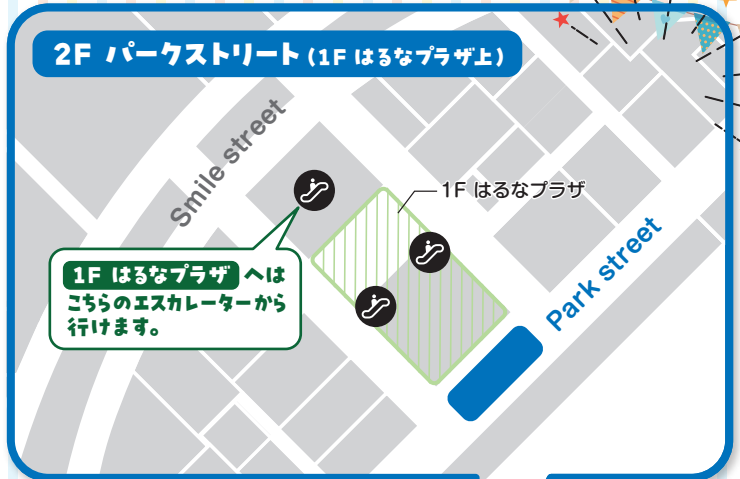 2F パークストリート(1F はるなプラザ上)
Smile street
1F はるなプラザ
1F はるなプラザ へは
こちらのエスカレーターから
行けます。
Park street